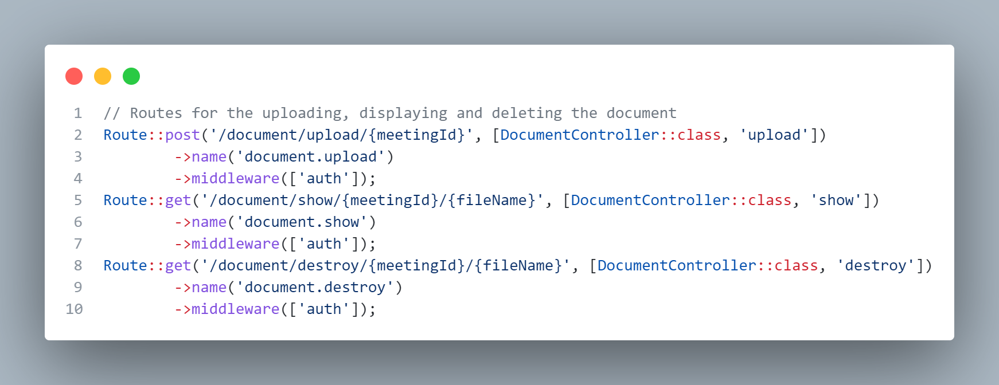 1 // Routes for the uploading, displaying and deleting the document
2 Route::post('/document/upload/{meetingId}', [DocumentController::class, 'upload'])
3         ->name('document.upload')
4         ->middleware(['auth']);
5 Route::get('/document/show/{meetingId}/{fileName}', [DocumentController::class, 'show'])
6         ->name('document.show')
7         ->middleware(['auth']);
8 Route::get('/document/destroy/{meetingId}/{fileName}', [DocumentController::class, 'destroy'])
9         ->name('document.destroy')
10         ->middleware(['auth']);